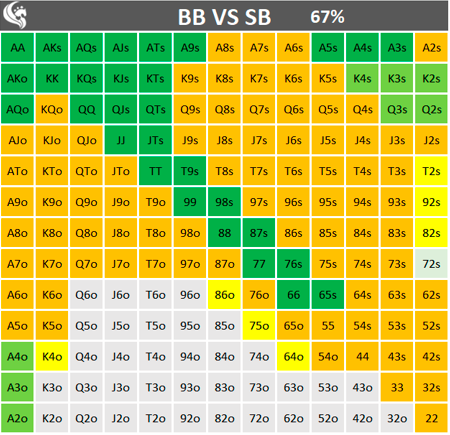 BB VS SB 67%
AA AKs AQs AJs ATs A9s A8s A7s A6s A5s A4s A3s A2s
AKo KK KQs KJs KTs K9s K8s K7s K6s K5s K4s K3s K2s
AQo KQo QQ QJs QTs Q9s Q8s Q7s Q6s Q5s Q4s Q3s Q2s
AJo KJo QJo JJ JTs J9s J8s J7s J6s J5s J4s J3s J2s
ATo KTo QTo JTo TT T9s T8s T7s T6s T5s T4s T3s T2s
A9o K9o Q9o J9o T9o 99 98s 97s 96s 95s 94s 93s 92s
A8o K8o Q8o J8o T8o 98o 88 87s 86s 85s 84s 83s 82s
A7o K7o Q7o J7o T7o 97o 87o 77 76s 75s 74s 73s 72s
A6o K6o Q6o J6o T6o 96o 86o 76o 66 65s 64s 63s 62s
A5o K5o Q5o J5o T5o 95o 85o 75o 65o 55 54s 53s 52s
A4o K4o Q4o J4o T4o 94o 84o 74o 64o 54o 44 43s 42s
A3o K3o Q3o J3o T3o 93o 83o 73o 63o 53o 43o 33 32s
A2o K2o Q2o J2o T2o 92o 82o 72o 62o 52o 42o 32o 22